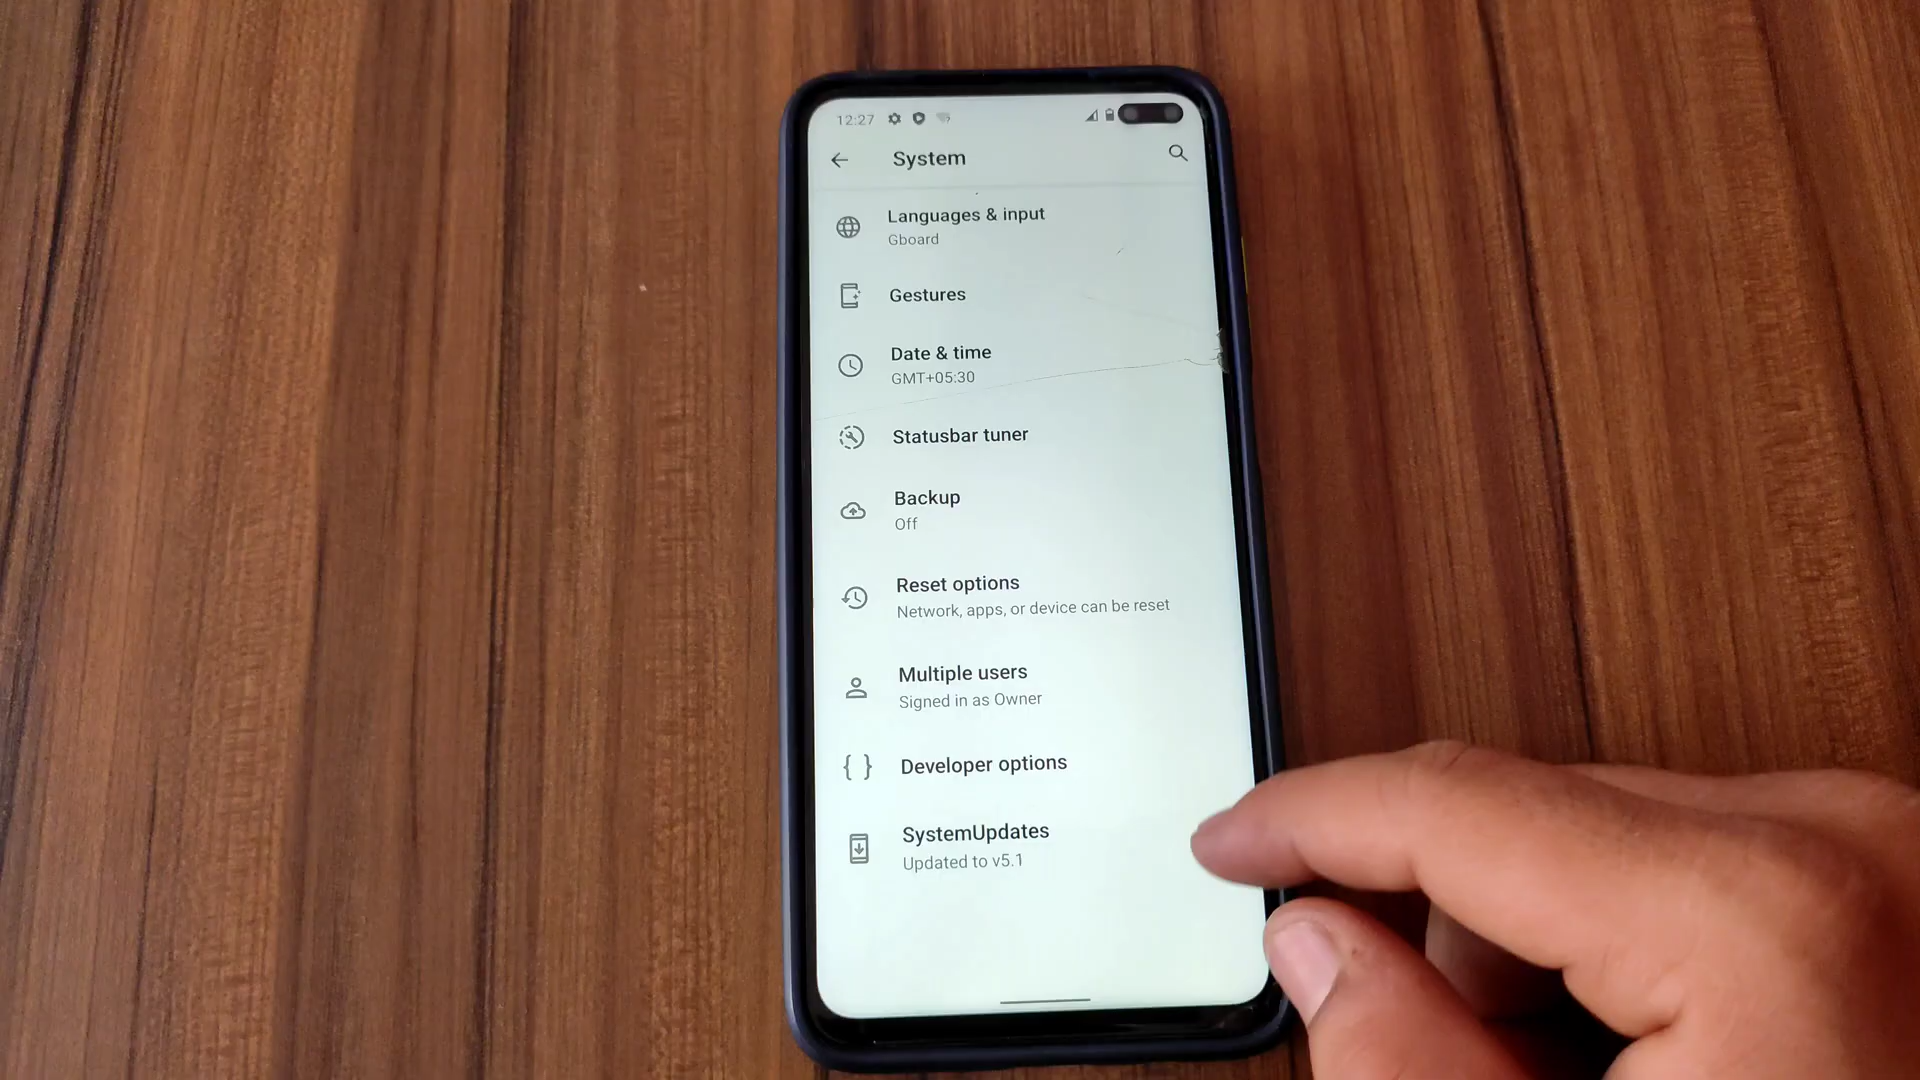 12:27
System
Languages & input
Gboard
Gestures
Date & time
GMT+05:30
Statusbar tuner
Backup
Off
Reset options
Network, apps, or device can be reset
Multiple users
Signed in as Owner
Developer options
SystemUpdates
Updated to v5.1